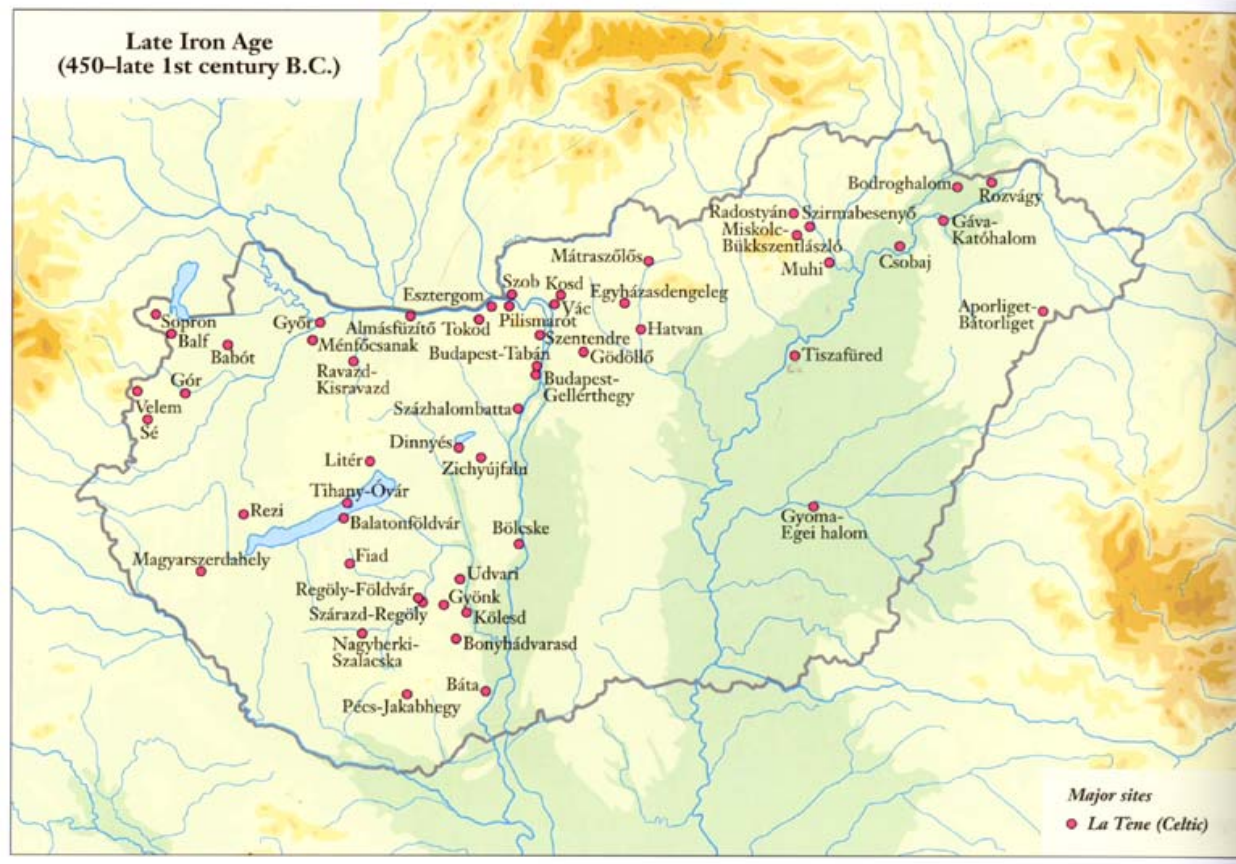 Late Iron Age
(450–late 1st century B.C.)
Bodroghalom
Rozvágy
Radostyán
Szirmabesenyő
Miskolc-
Bükkszentlászló
Gáva-
Katóhalom
Muhi
Csobaj
Mátraszőlős
Szob
Kosd
Esztergom
Vác
Egyházasdengeleg
Aporliget-
Bátorliget
Sopron
Győr
Almásfüzítő
Tokod
Pilismarót
Hatvan
Balf
Babót
Ménfőcsanak
Szentendre
Gödöllő
Ravazd-
Kisravazd
Budapest-Tabán
Budapest-
Gellérthegy
Tiszafüred
Gór
Velem
Sé
Százhalombatta
Dinnyés
Zichyújfalu
Litér
Tihany-Óvár
Rezi
Balatonföldvár
Gyoma-
Egei halom
Bölcske
Magyarszerdahely
Fiad
Udvari
Regöly-Földvár
Gyönk
Szárazd-Regöly
Kölesd
Nagyberki-
Szalacska
Bonyhádvarasd
Báta
Pécs-Jakabhegy
Major sites
La Tene (Celtic)